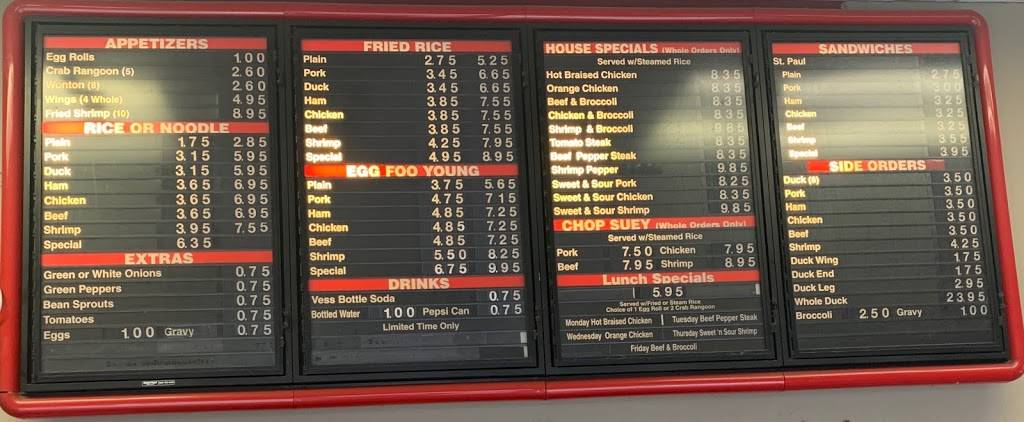 APPETIZERS
Egg Rolls 1.00
Crab Rangoon (5) 2.60
Wonton (8) 2.60
Wings (4 Whole) 4.95
Fried Shrimp (10) 8.95
RICE OR NOODLE
Plain 1.75 2.85
Pork 3.15 5.95
Duck 3.15 5.95
Ham 3.65 6.95
Chicken 3.65 6.95
Beef 3.65 6.95
Shrimp 3.95 7.55
Special 6.35
EXTRAS
Green or White Onions 0.75
Green Peppers 0.75
Bean Sprouts 0.75
Tomatoes 0.75
Eggs 1.00 Gravy 0.75
FRIED RICE
Plain 2.75 5.25
Pork 3.45 6.65
Duck 3.45 6.65
Ham 3.85 7.55
Chicken 3.85 7.55
Beef 3.85 7.55
Shrimp 4.25 7.95
Special 4.95 8.95
EGG FOO YOUNG
Plain 3.75 5.65
Pork 4.75 7.15
Ham 4.85 7.25
Chicken 4.85 7.25
Beef 4.85 7.25
Shrimp 5.50 8.25
Special 6.75 9.95
DRINKS
Vess Bottle Soda 0.75
Bottled Water 1.00 Pepsi Can 0.75
Limited Time Only
HOUSE SPECIALS (Whole Orders Only)
Served w/Steamed Rice
Hot Braised Chicken 8.35
Orange Chicken 8.35
Beef & Broccoli 8.35
Chicken & Broccoli 8.35
Shrimp & Broccoli 9.85
Tomato Steak 8.35
Beef Pepper Steak 8.35
Shrimp Pepper 9.85
Sweet & Sour Pork 8.25
Sweet & Sour Chicken 8.35
Sweet & Sour Shrimp 9.85
CHOP SUEY (Whole Orders Only)
Served w/Steamed Rice
Pork 7.50 Chicken 7.95
Beef 7.95 Shrimp 8.95
Lunch Specials
5.95
Served w/Fried or Steam Rice
Choice of 1 Egg Roll or 2 Crab Rangoon
Monday Hot Braised Chicken Tuesday Beef Pepper Steak
Wednesday Orange Chicken Thursday Sweet 'n Sour Shrimp
Friday Beef & Broccoli
SANDWICHES
St. Paul
Plain 2.75
Pork 3.00
Ham 3.25
Chicken 3.25
Beef 3.25
Shrimp 3.55
Special 3.95
SIDE ORDERS
Duck (8) 3.50
Pork 3.50
Ham 3.50
Chicken 3.50
Beef 3.50
Shrimp 4.25
Duck Wing 1.75
Duck End 1.75
Duck Leg 2.95
Whole Duck 23.95
Broccoli 2.50 Gravy 1.00